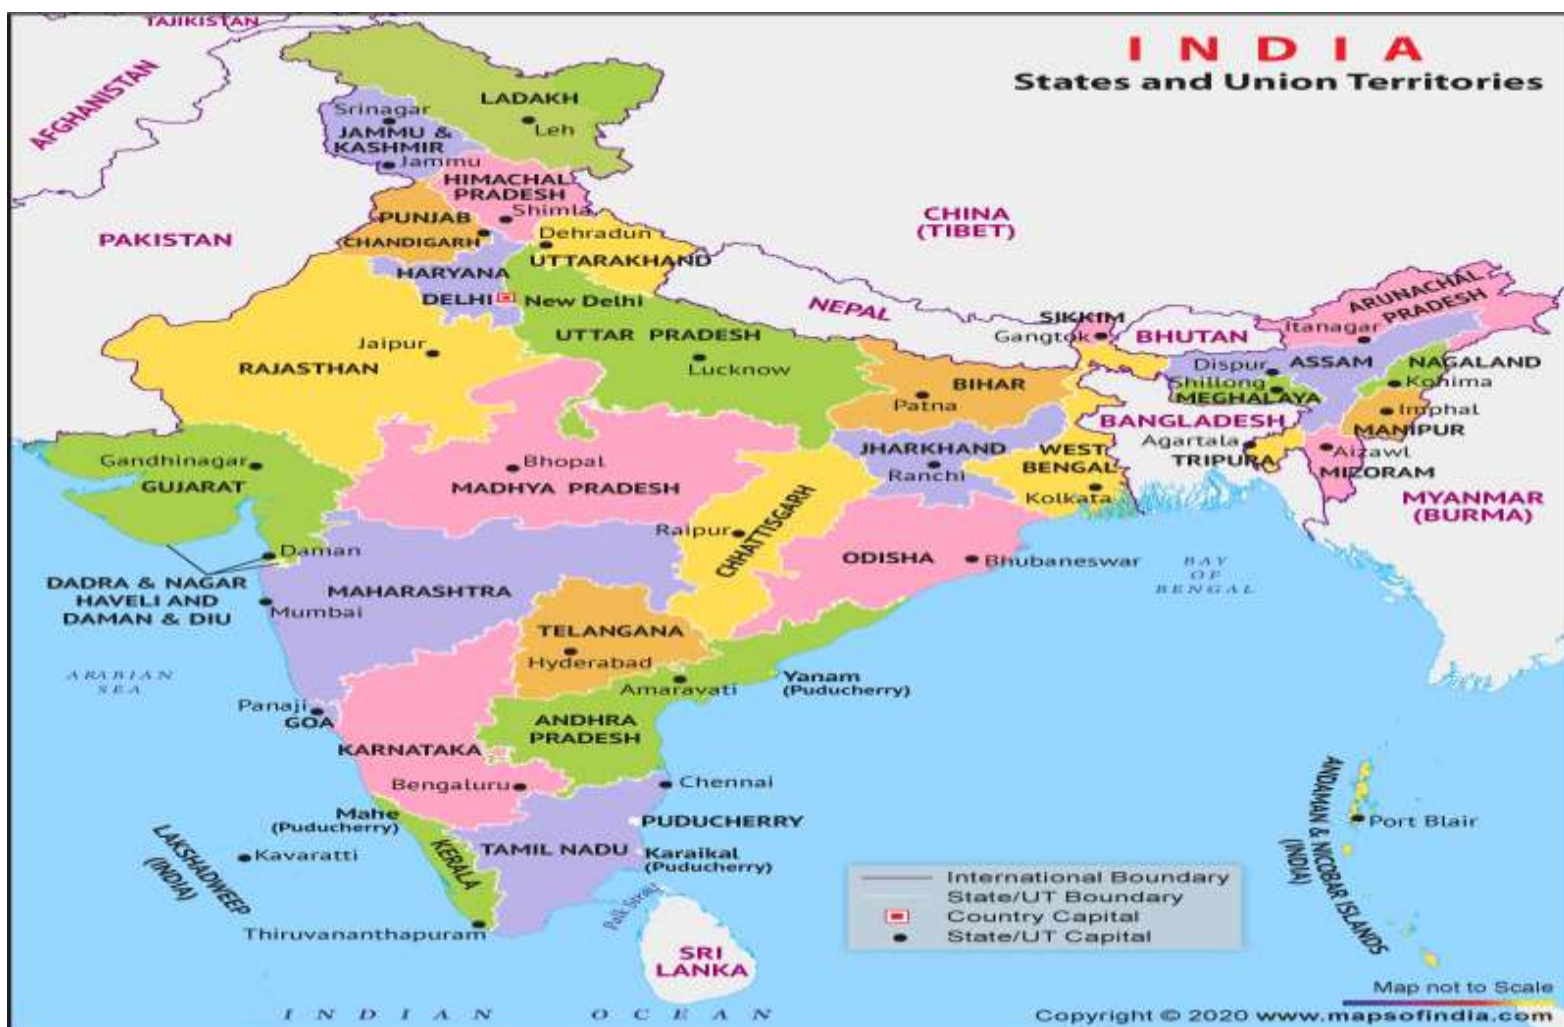 TAJIKISTAN
INDIA
States and Union Territories
AFGHANISTAN
LADAKH
Srinagar
Leh
JAMMU &
KASHMIR
Jammu
HIMACHAL
PRADESH
Shimla
PUNJAB
CHANDIGARH
Dehradun
UTTARAKHAND
PAKISTAN
CHINA
(TIBET)
HARYANA
DELHI
New Delhi
NEPAL
UTTAR PRADESH
Lucknow
SIKKIM
Gangtok
BHUTAN
ARUNACHAL
PRADESH
Itanagar
Jaipur
RAJASTHAN
BIHAR
Patna
Dispur
ASSAM
NAGALAND
Shillong
Kohima
MEGHALAYA
Imphal
MANIPUR
BANGLADESH
Agartala
TRIPURA
Aizawl
MIZORAM
Gandhinagar
GUJARAT
Bhopal
MADHYA PRADESH
JHARKHAND
Ranchi
WEST
BENGAL
Kolkata
MYANMAR
(BURMA)
Raipur
CHHATTISGARH
ODISHA
Bhubaneswar
BAY
OF
BENGAL
Daman
DADRA & NAGAR
HAVELI AND
DAMAN & DIU
MAHARASHTRA
Mumbai
TELANGANA
Hyderabad
ARABIAN
SEA
Amaravati
Yanam
(Puducherry)
Panaji
GOA
ANDHRA
PRADESH
KARNATAKA
Bengaluru
Chennai
Mahe
(Puducherry)
PUDUCHERRY
LAKSHADWEEP
(INDIA)
Kavaratti
KERALA
TAMIL NADU
Karaikal
(Puducherry)
ANDAMAN & NICOBAR ISLANDS
(INDIA)
Port Blair
Thiruvananthapuram
Palk Strait
SRI
LANKA
International Boundary
State/UT Boundary
Country Capital
State/UT Capital
INDIAN OCEAN
Map not to Scale
Copyright © 2020 www.mapsofindia.com